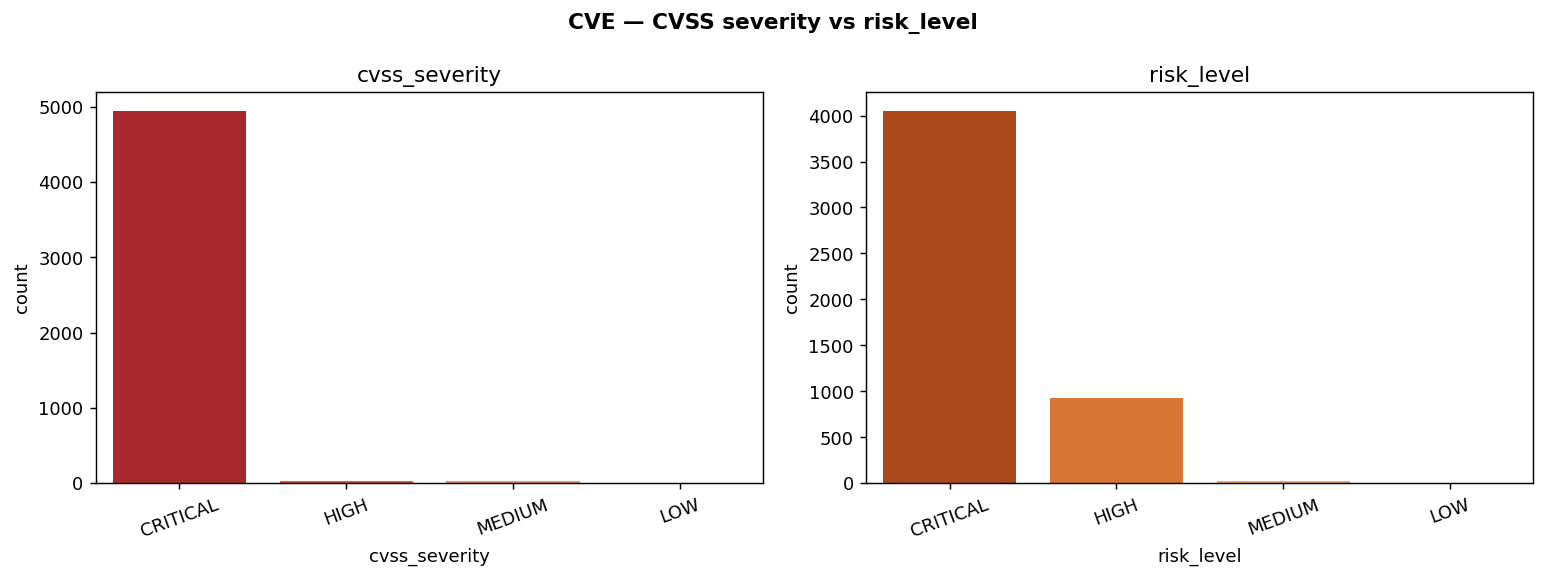 CVE — CVSS severity vs risk_level
cvss_severity
5000
4000
3000
2000
1000
0
count
CRITICAL
HIGH
MEDIUM
LOW
cvss_severity
risk_level
4000
3500
3000
2500
2000
1500
1000
500
0
count
CRITICAL
HIGH
MEDIUM
LOW
risk_level